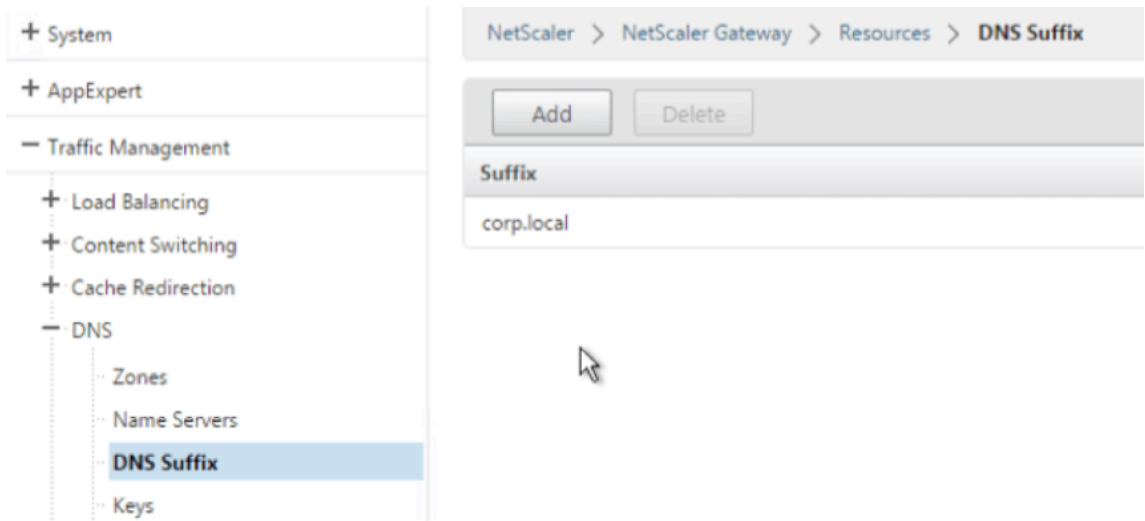 + System
+ AppExpert
− Traffic Management
+ Load Balancing
+ Content Switching
+ Cache Redirection
− DNS
Zones
Name Servers
DNS Suffix
Keys
NetScaler > NetScaler Gateway > Resources > DNS Suffix
Add Delete
Suffix
corp.local